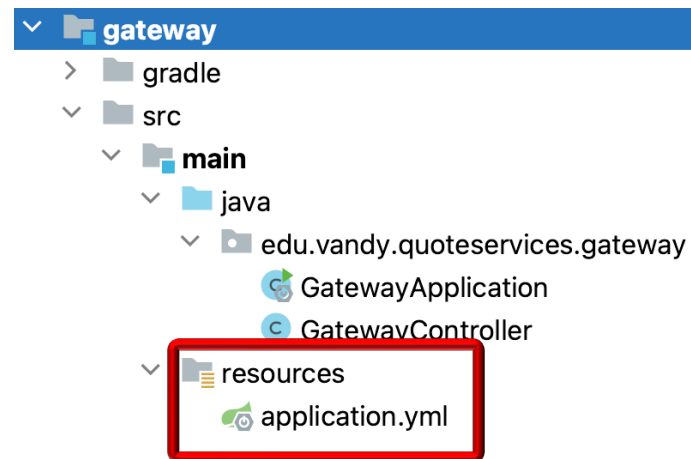 gateway
gradle
src
main
java
edu.vandy.quoteservices.gateway
GatewayApplication
GatewayController
resources
application.yml